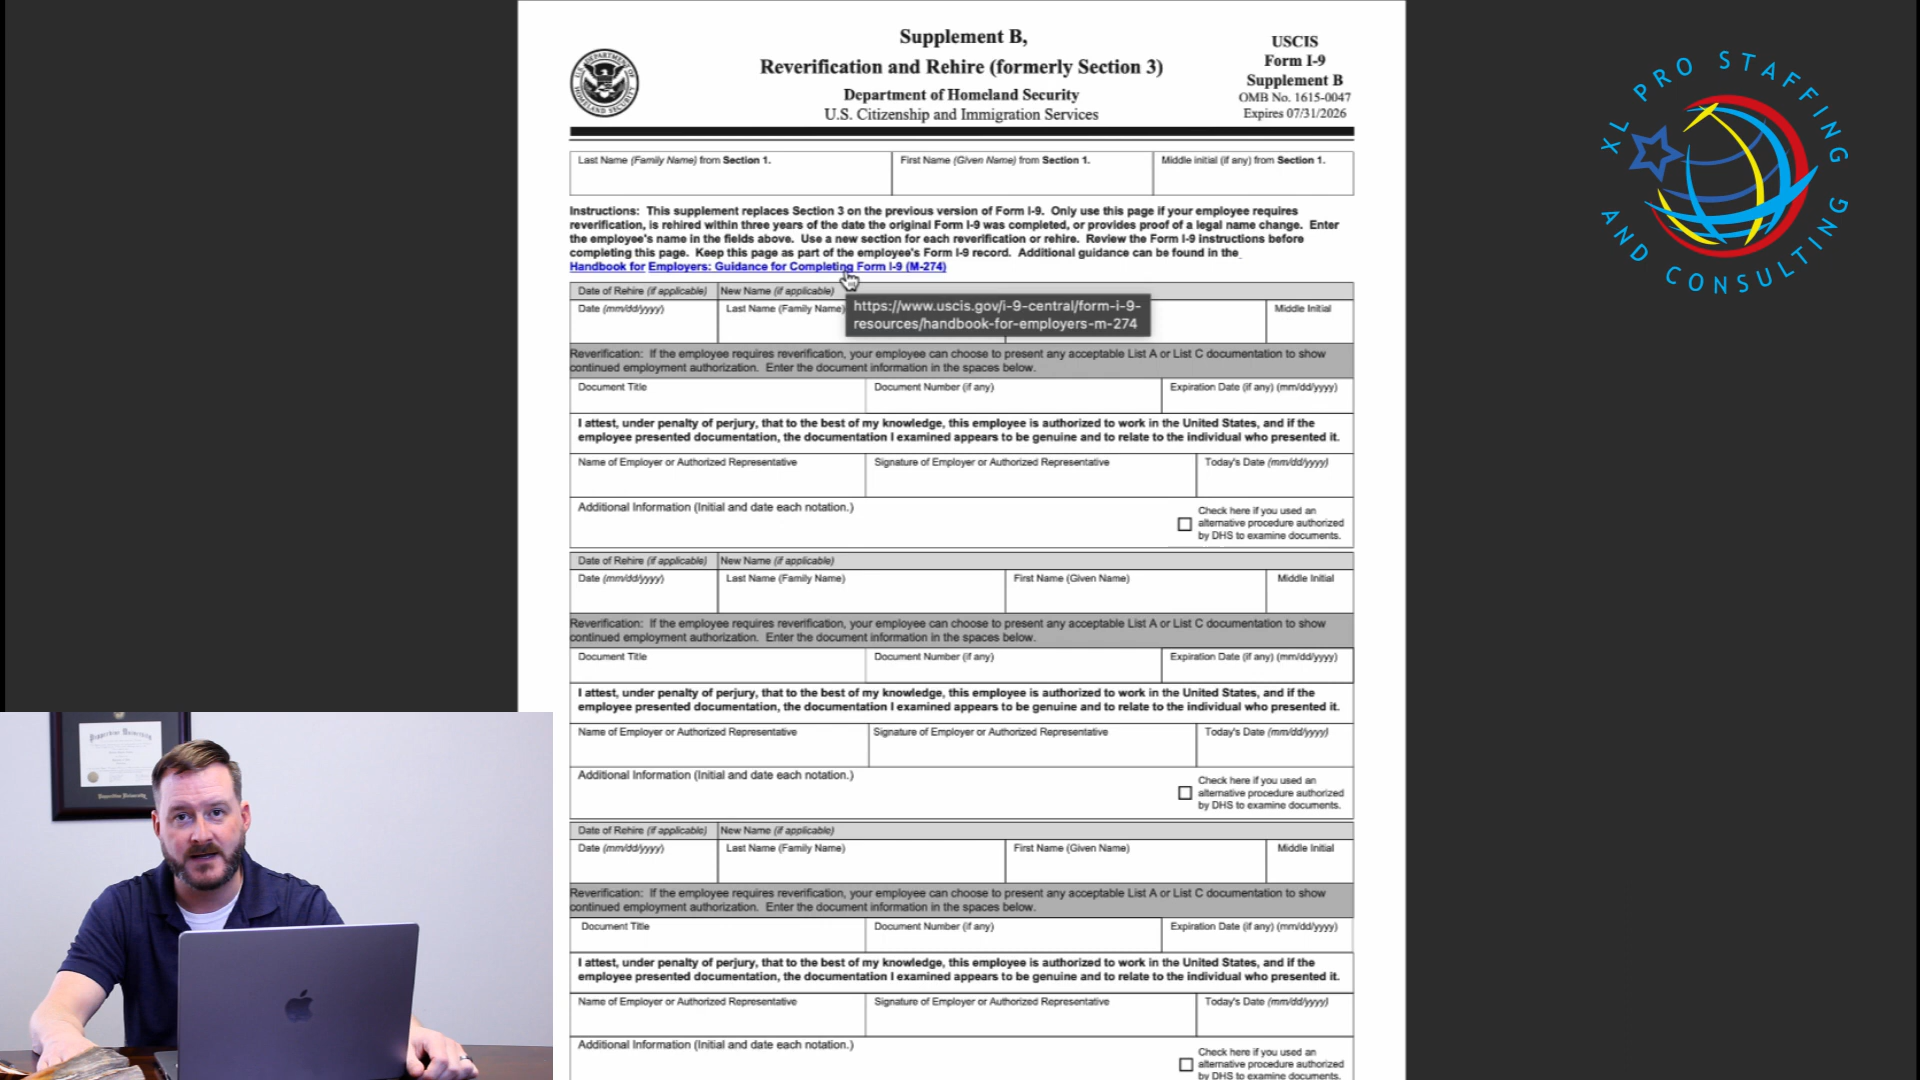 Supplement B,
Reverification and Rehire (formerly Section 3)
Department of Homeland Security
U.S. Citizenship and Immigration Services
USCIS
Form I-9
Supplement B
OMB No. 1615-0047
Expires 07/31/2026
XL PRO STAFFING
AND CONSULTING
Last Name (Family Name) from Section 1.
First Name (Given Name) from Section 1.
Middle initial (if any) from Section 1.
Instructions: This supplement replaces Section 3 on the previous version of Form I-9. Only use this page if your employee requires
reverification, is rehired within three years of the date the original Form I-9 was completed, or provides proof of a legal name change. Enter
the employee's name in the fields above. Use a new section for each reverification or rehire. Review the Form I-9 instructions before
completing this page. Keep this page as part of the employee's Form I-9 record. Additional guidance can be found in the
Handbook for Employers: Guidance for Completing Form I-9 (M-274)
Date of Rehire (if applicable)
New Name (if applicable)
Date (mm/dd/yyyy)
Last Name (Family Name)
https://www.uscis.gov/i-9-central/form-i-9-
resources/handbook-for-employers-m-274
Middle Initial
Reverification: If the employee requires reverification, your employee can choose to present any acceptable List A or List C documentation to show
continued employment authorization. Enter the document information in the spaces below.
Document Title
Document Number (if any)
Expiration Date (if any) (mm/dd/yyyy)
I attest, under penalty of perjury, that to the best of my knowledge, this employee is authorized to work in the United States, and if the
employee presented documentation, the documentation I examined appears to be genuine and to relate to the individual who presented it.
Name of Employer or Authorized Representative
Signature of Employer or Authorized Representative
Today's Date (mm/dd/yyyy)
Additional Information (Initial and date each notation.)
Check here if you used an
alternative procedure authorized
by DHS to examine documents.
Date of Rehire (if applicable)
New Name (if applicable)
Date (mm/dd/yyyy)
Last Name (Family Name)
First Name (Given Name)
Middle Initial
Reverification: If the employee requires reverification, your employee can choose to present any acceptable List A or List C documentation to show
continued employment authorization. Enter the document information in the spaces below.
Document Title
Document Number (if any)
Expiration Date (if any) (mm/dd/yyyy)
I attest, under penalty of perjury, that to the best of my knowledge, this employee is authorized to work in the United States, and if the
employee presented documentation, the documentation I examined appears to be genuine and to relate to the individual who presented it.
Name of Employer or Authorized Representative
Signature of Employer or Authorized Representative
Today's Date (mm/dd/yyyy)
Additional Information (Initial and date each notation.)
Check here if you used an
alternative procedure authorized
by DHS to examine documents.
Date of Rehire (if applicable)
New Name (if applicable)
Date (mm/dd/yyyy)
Last Name (Family Name)
First Name (Given Name)
Middle Initial
Reverification: If the employee requires reverification, your employee can choose to present any acceptable List A or List C documentation to show
continued employment authorization. Enter the document information in the spaces below.
Document Title
Document Number (if any)
Expiration Date (if any) (mm/dd/yyyy)
I attest, under penalty of perjury, that to the best of my knowledge, this employee is authorized to work in the United States, and if the
employee presented documentation, the documentation I examined appears to be genuine and to relate to the individual who presented it.
Name of Employer or Authorized Representative
Signature of Employer or Authorized Representative
Today's Date (mm/dd/yyyy)
Additional Information (Initial and date each notation.)
Check here if you used an
alternative procedure authorized
by DHS to examine documents.
Pepperdine University